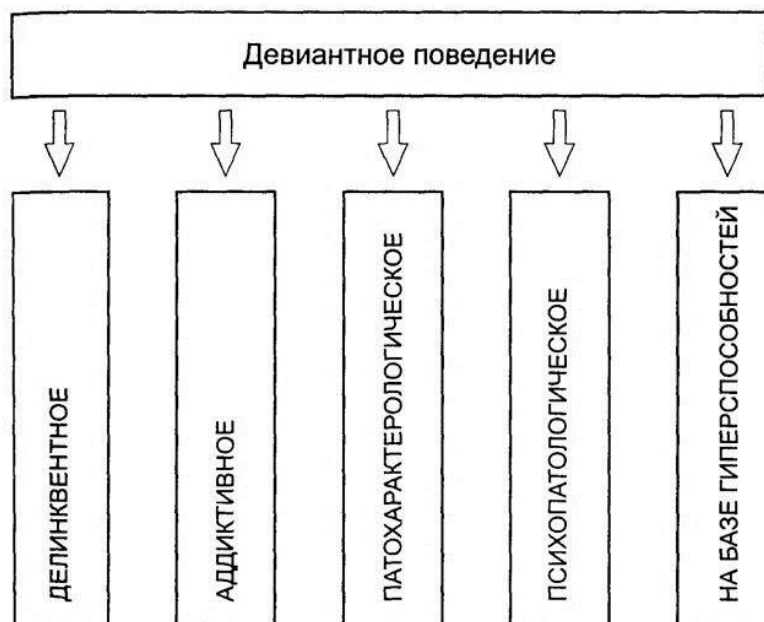 Девиантное поведение
ДЕЛИНКВЕНТНОЕ
АДДИКТИВНОЕ
ПАТОХАРАКТЕРОЛОГИЧЕСКОЕ
ПСИХОПАТОЛОГИЧЕСКОЕ
НА БАЗЕ ГИПЕРСПОСОБНОСТЕЙ